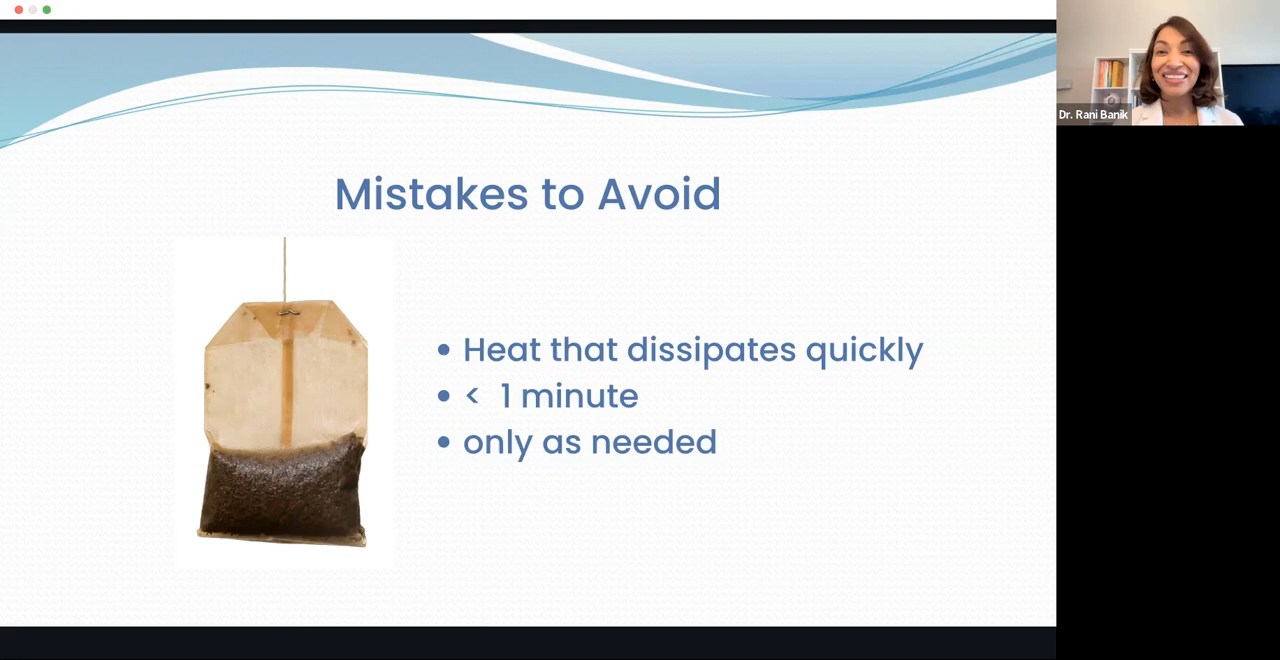 Dr. Rani Banik
Mistakes to Avoid
• Heat that dissipates quickly
• < 1 minute
• only as needed